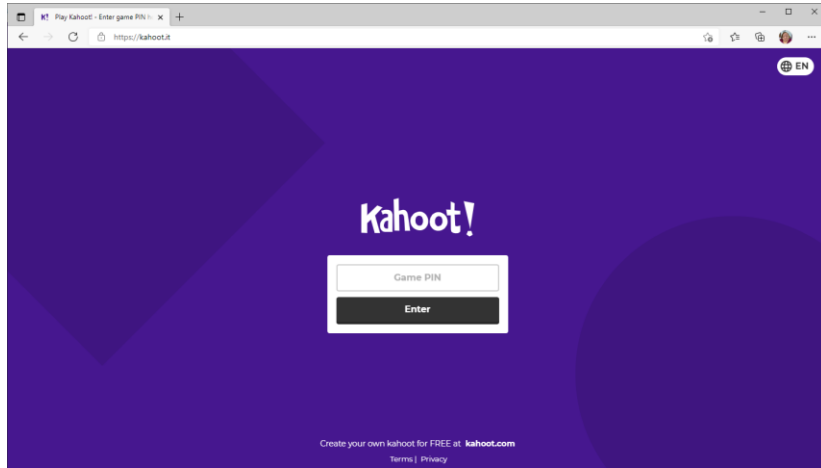 Play Kahoot! - Enter game PIN h
https://kahoot.it
EN
Kahoot!
Game PIN
Enter
Create your own kahoot for FREE at kahoot.com
Terms | Privacy